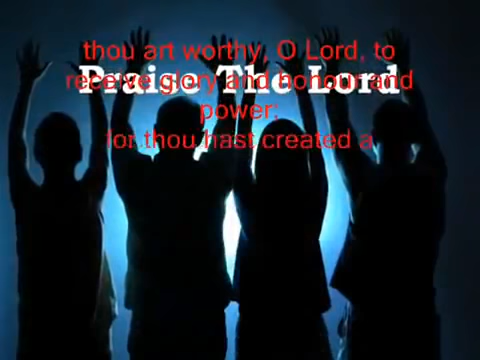 thou art worthy, O Lord, to
receive glory and honour and
Praise The Lord
power:
for thou hast created a